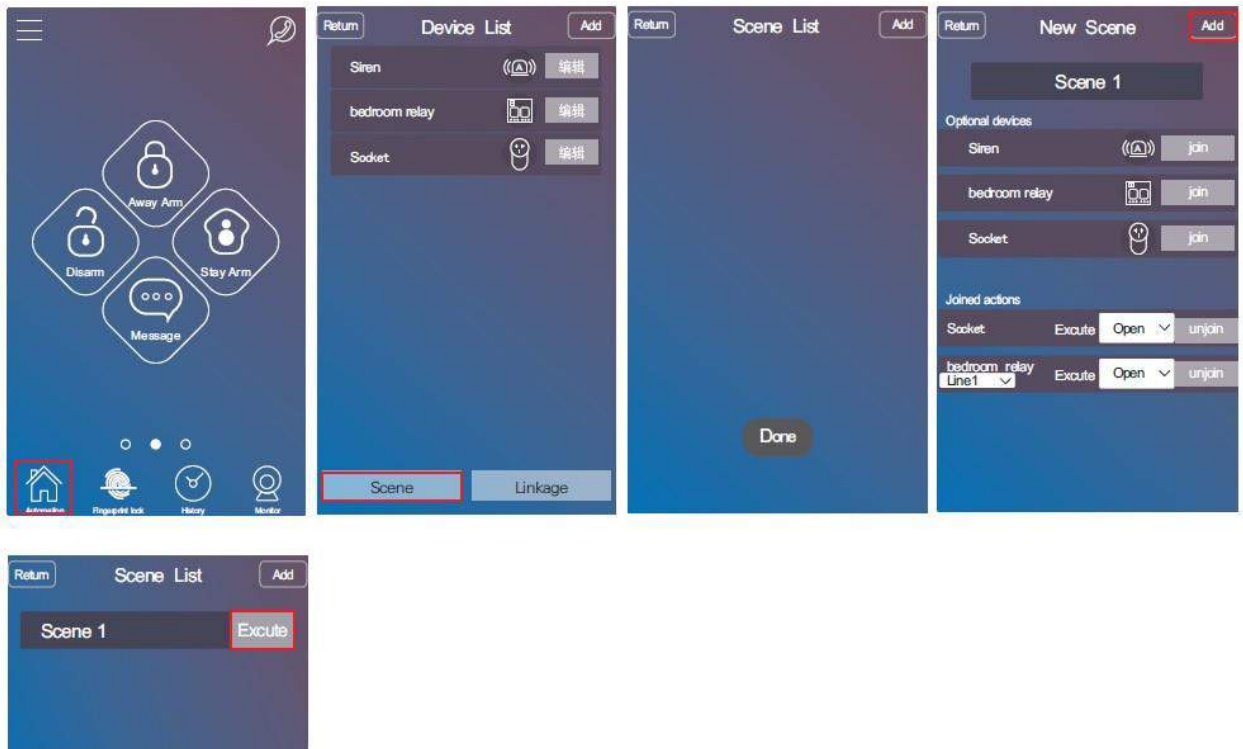 Away Arm
Disarm
Stay Arm
Message
Automation
Fingerprint lock
History
Monitor
Return Device List Add
Siren ((A)) 编辑
bedroom relay 编辑
Socket 编辑
Scene Linkage
Return Scene List Add
Done
Return New Scene Add
Scene 1
Optional devices
Siren ((A)) join
bedroom relay join
Socket join
Joined actions
Socket Excute Open unjoin
bedroom relay
Line1 Excute Open unjoin
Return Scene List Add
Scene 1 Excute